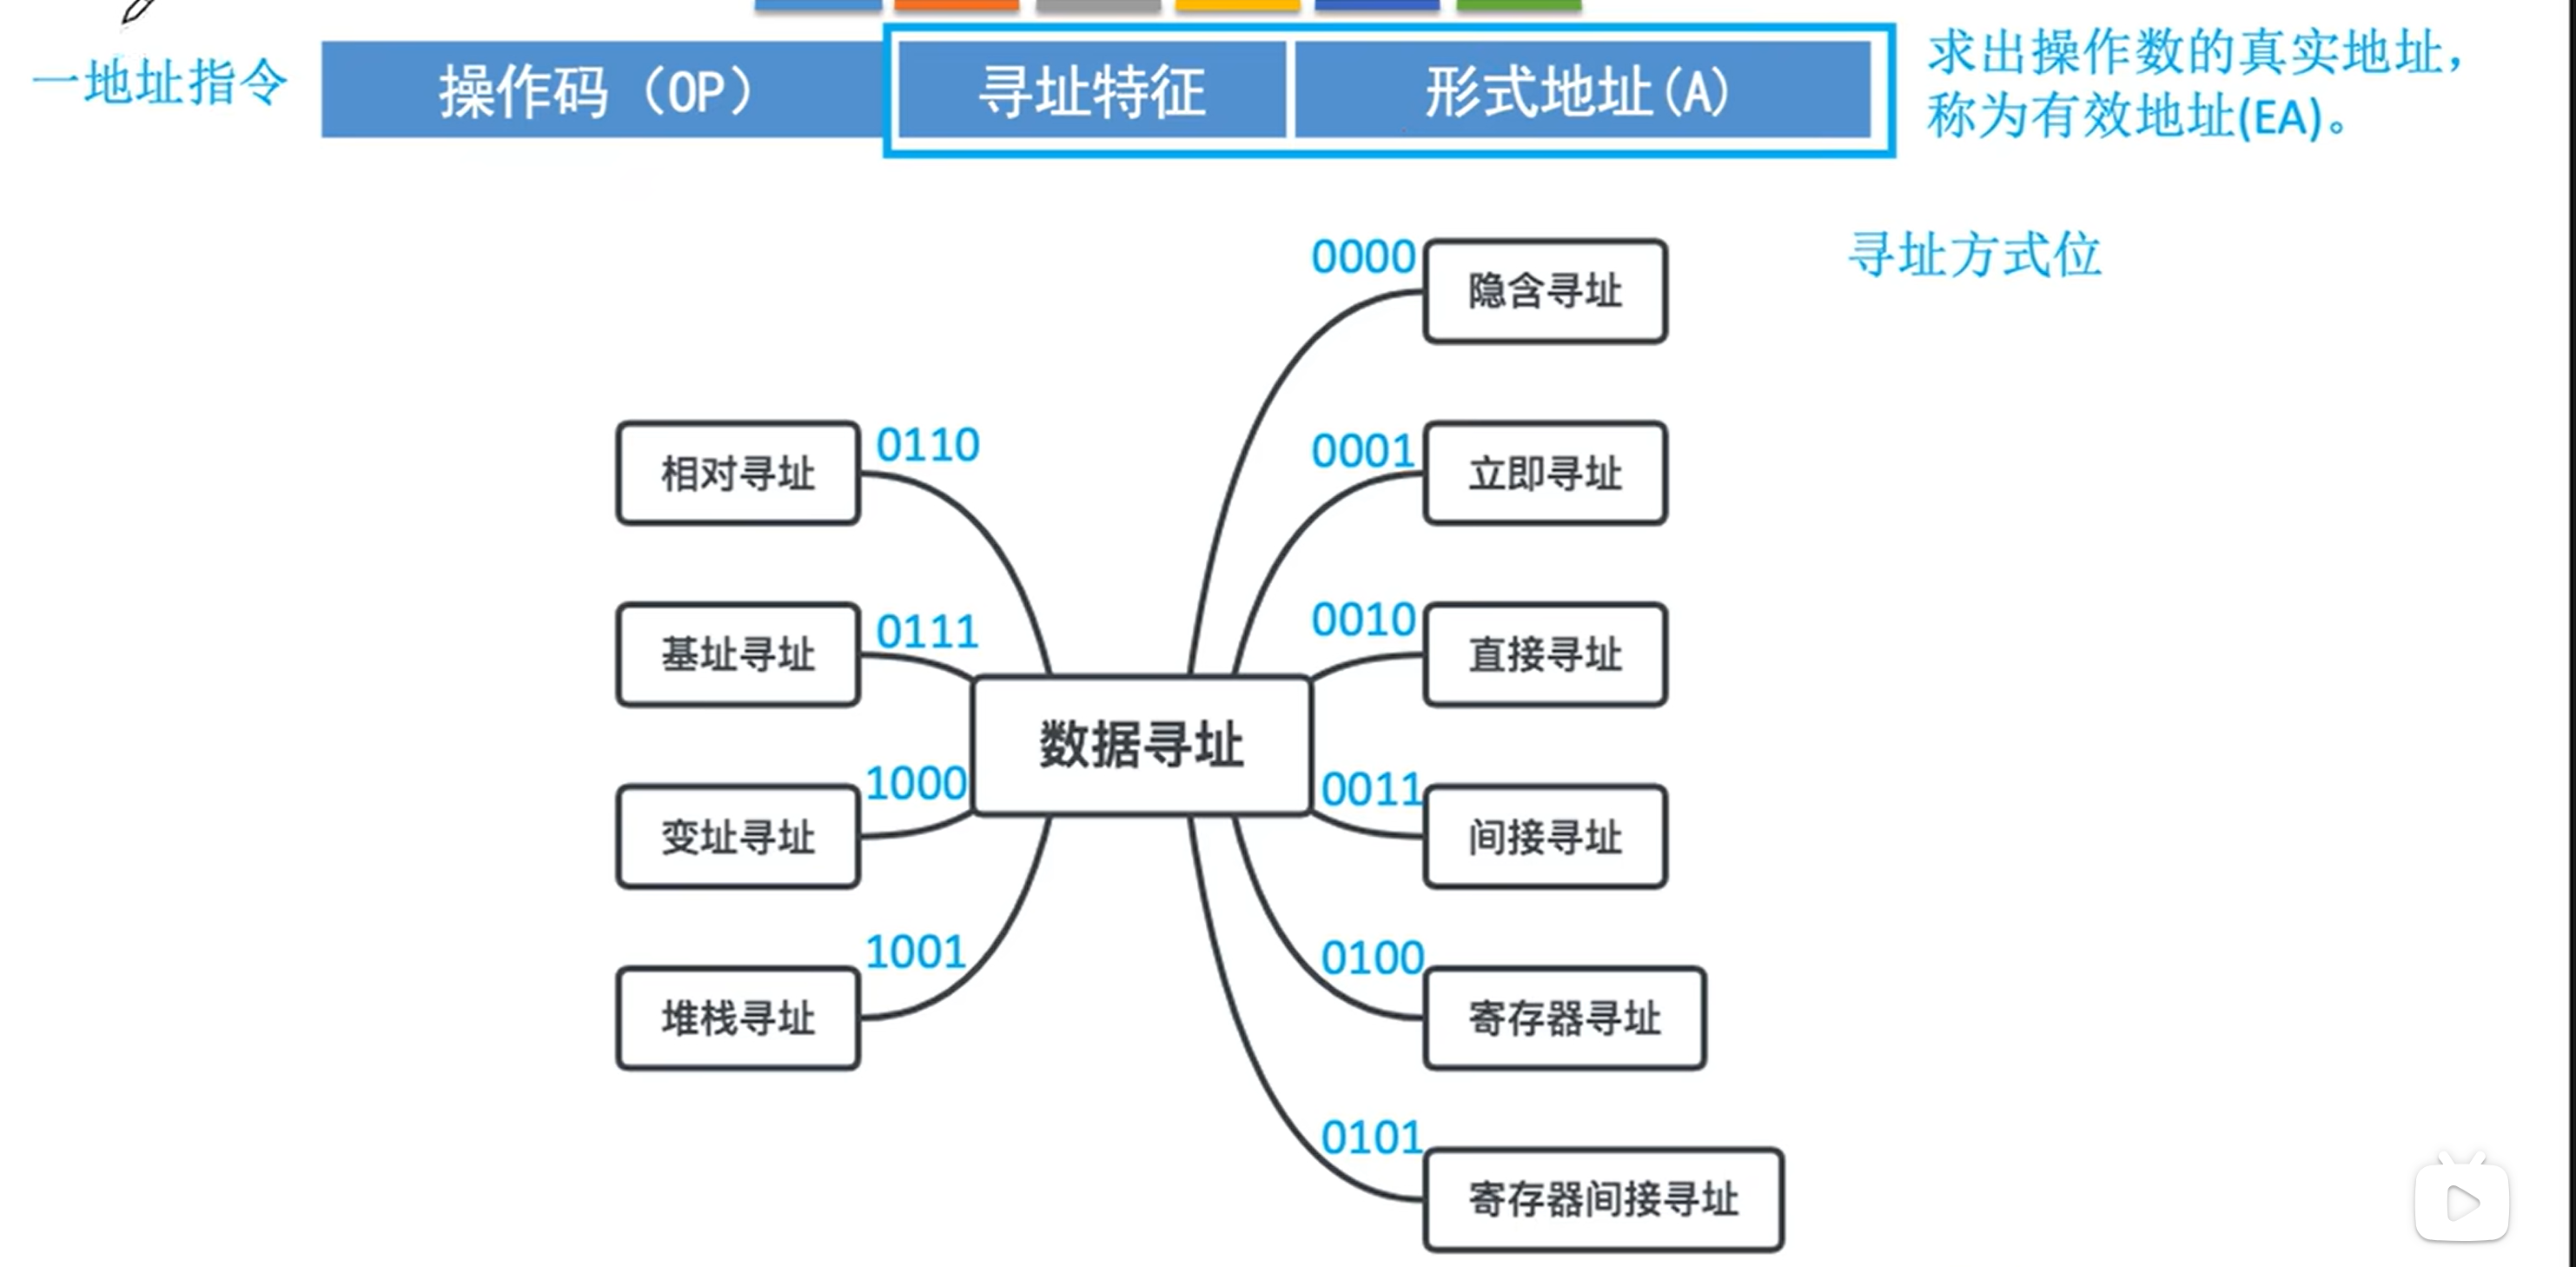 一地址指令
操作码（OP）
寻址特征
形式地址(A)
求出操作数的真实地址，
称为有效地址(EA)。
寻址方式位
0000
隐含寻址
0110
相对寻址
0001
立即寻址
0111
基址寻址
0010
直接寻址
数据寻址
1000
变址寻址
0011
间接寻址
1001
堆栈寻址
0100
寄存器寻址
0101
寄存器间接寻址